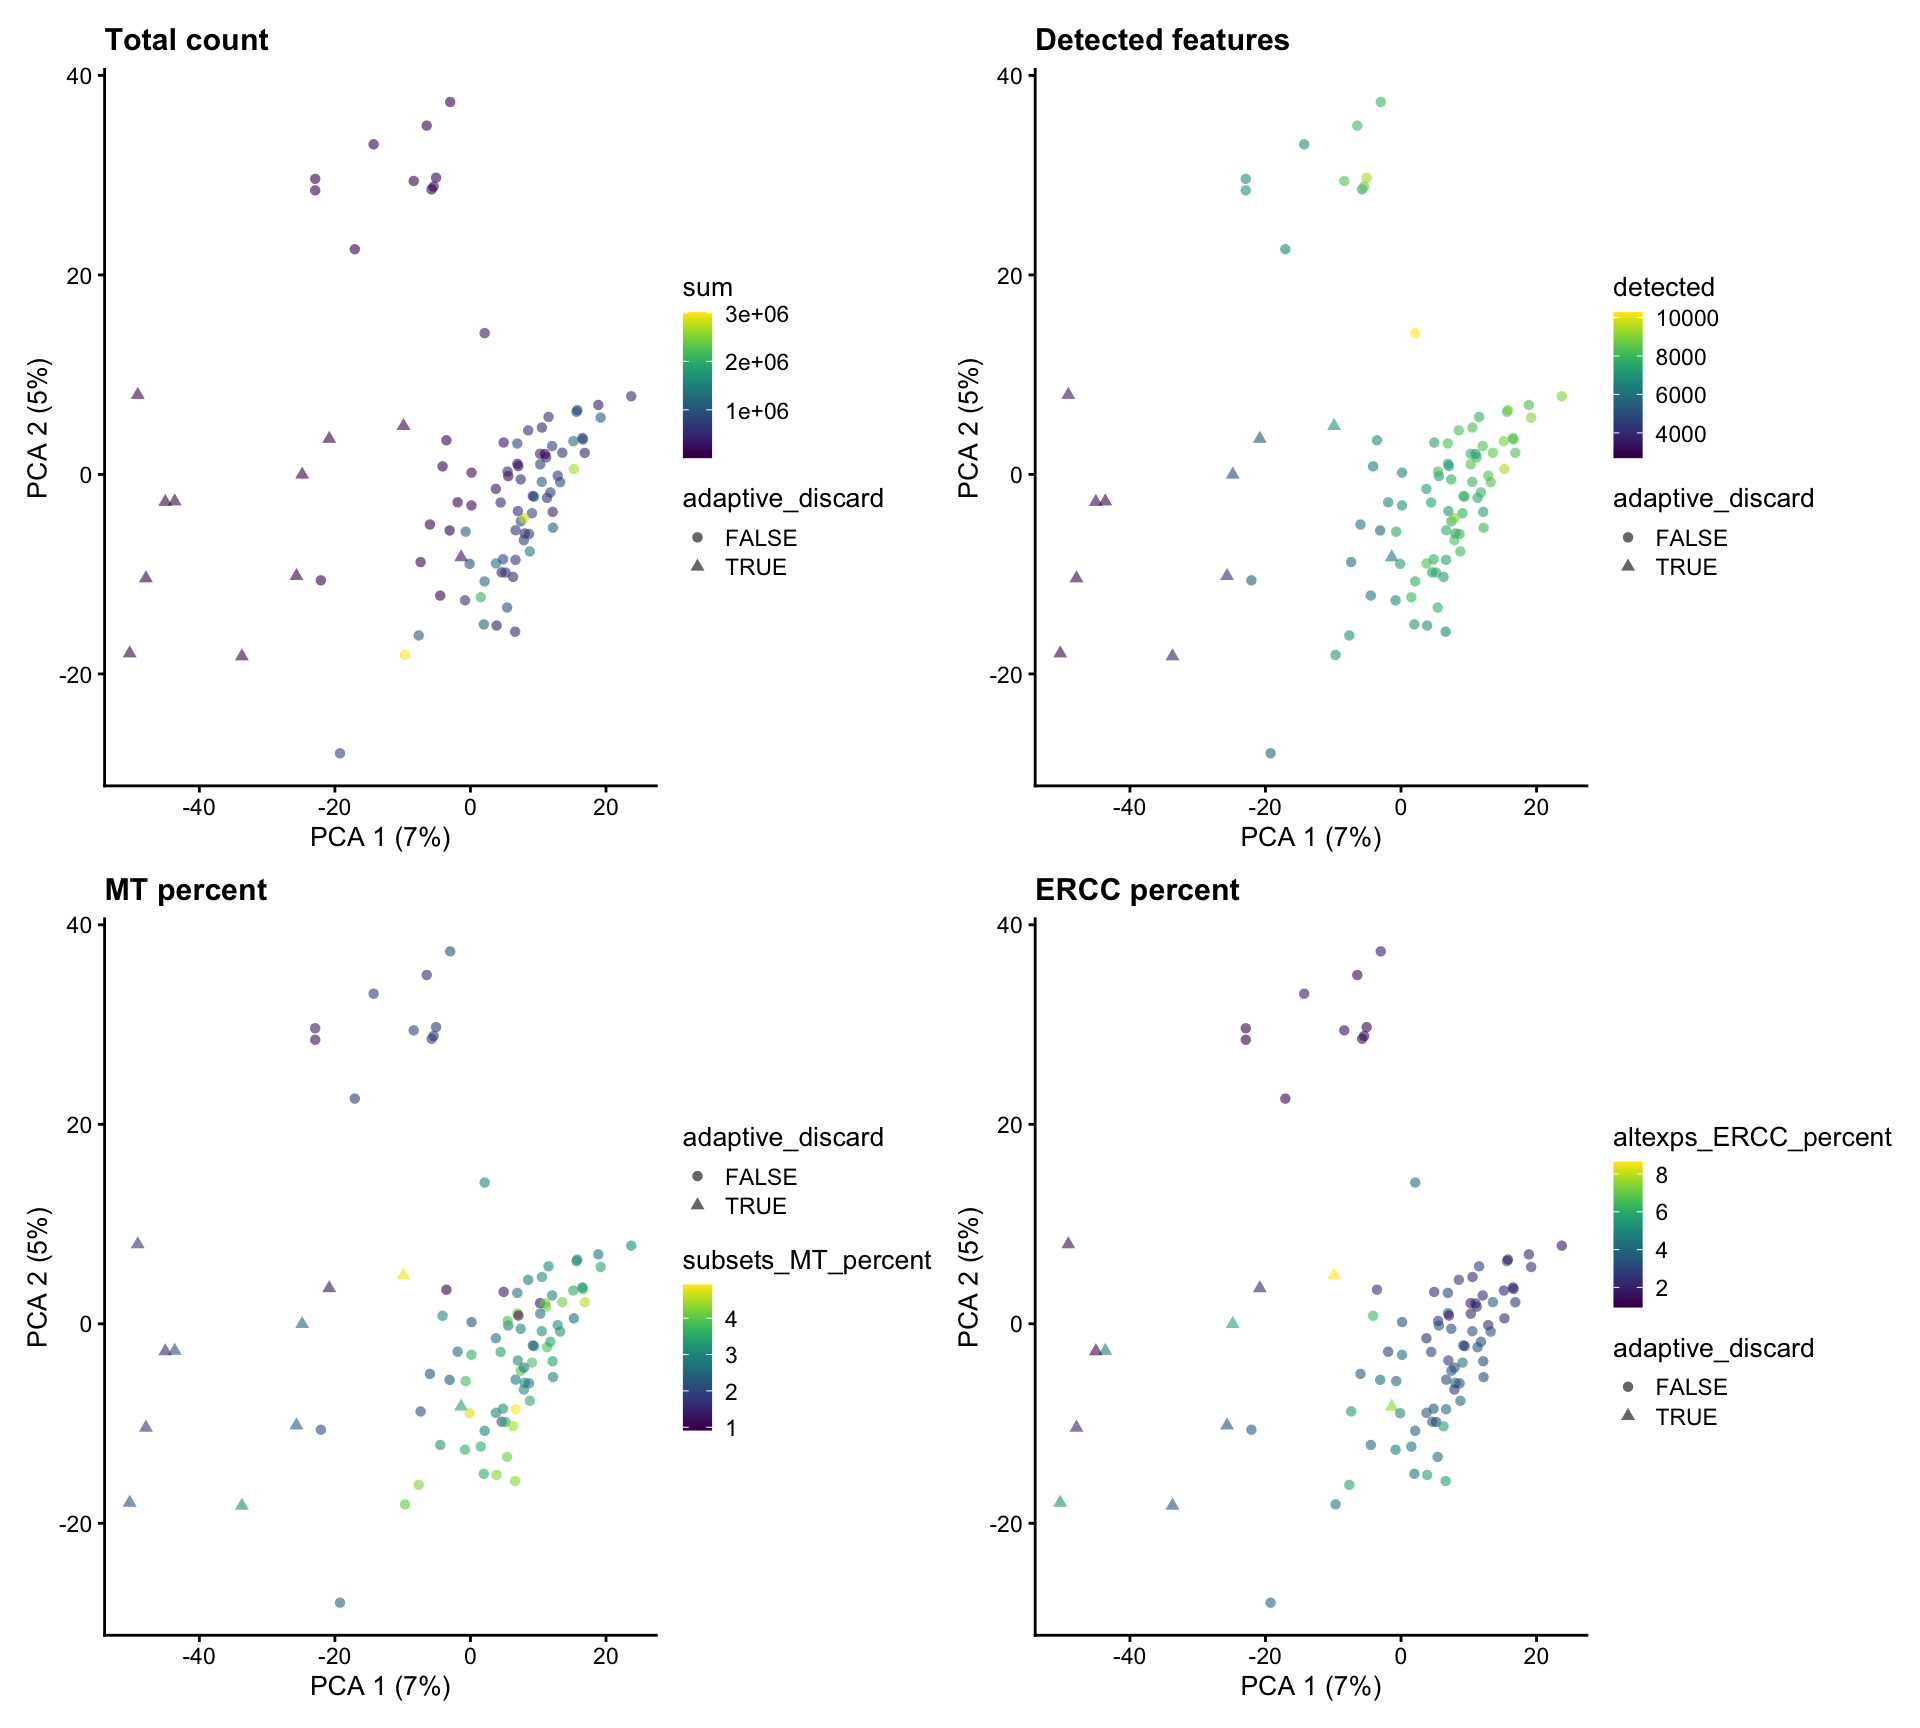 Total count
40
20
0
-20
PCA 2 (5%)
-40
-20
0
20
PCA 1 (7%)
sum
3e+06
2e+06
1e+06
adaptive_discard
FALSE
TRUE
Detected features
40
20
0
-20
PCA 2 (5%)
-40
-20
0
20
PCA 1 (7%)
detected
10000
8000
6000
4000
adaptive_discard
FALSE
TRUE
MT percent
40
20
0
-20
PCA 2 (5%)
-40
-20
0
20
PCA 1 (7%)
adaptive_discard
FALSE
TRUE
subsets_MT_percent
4
3
2
1
ERCC percent
40
20
0
-20
PCA 2 (5%)
-40
-20
0
20
PCA 1 (7%)
altexps_ERCC_percent
8
6
4
2
adaptive_discard
FALSE
TRUE